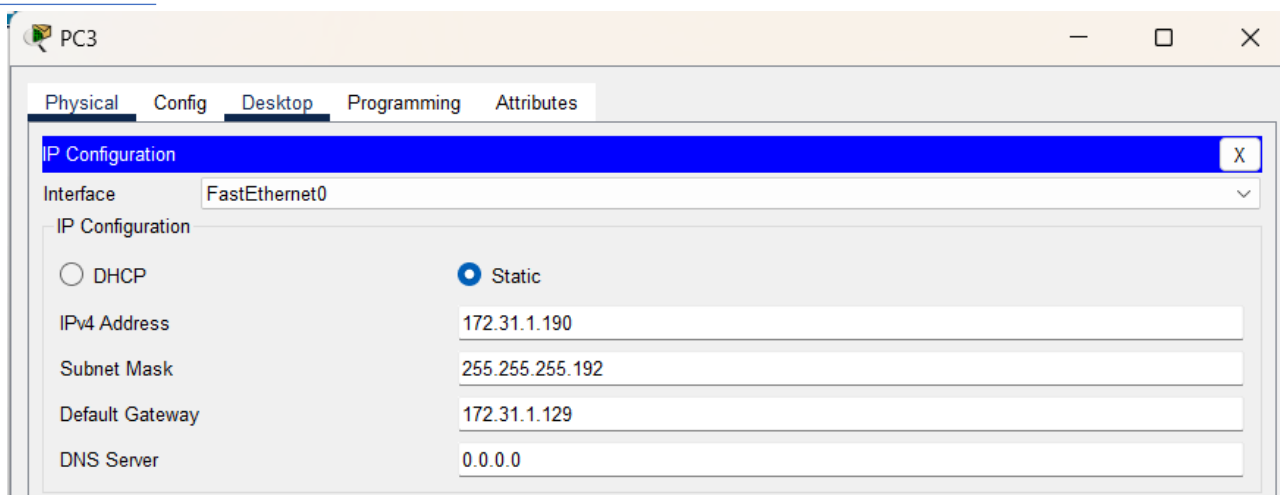 PC3
Physical Config Desktop Programming Attributes
IP Configuration X
Interface FastEthernet0
IP Configuration
DHCP Static
IPv4 Address 172.31.1.190
Subnet Mask 255.255.255.192
Default Gateway 172.31.1.129
DNS Server 0.0.0.0